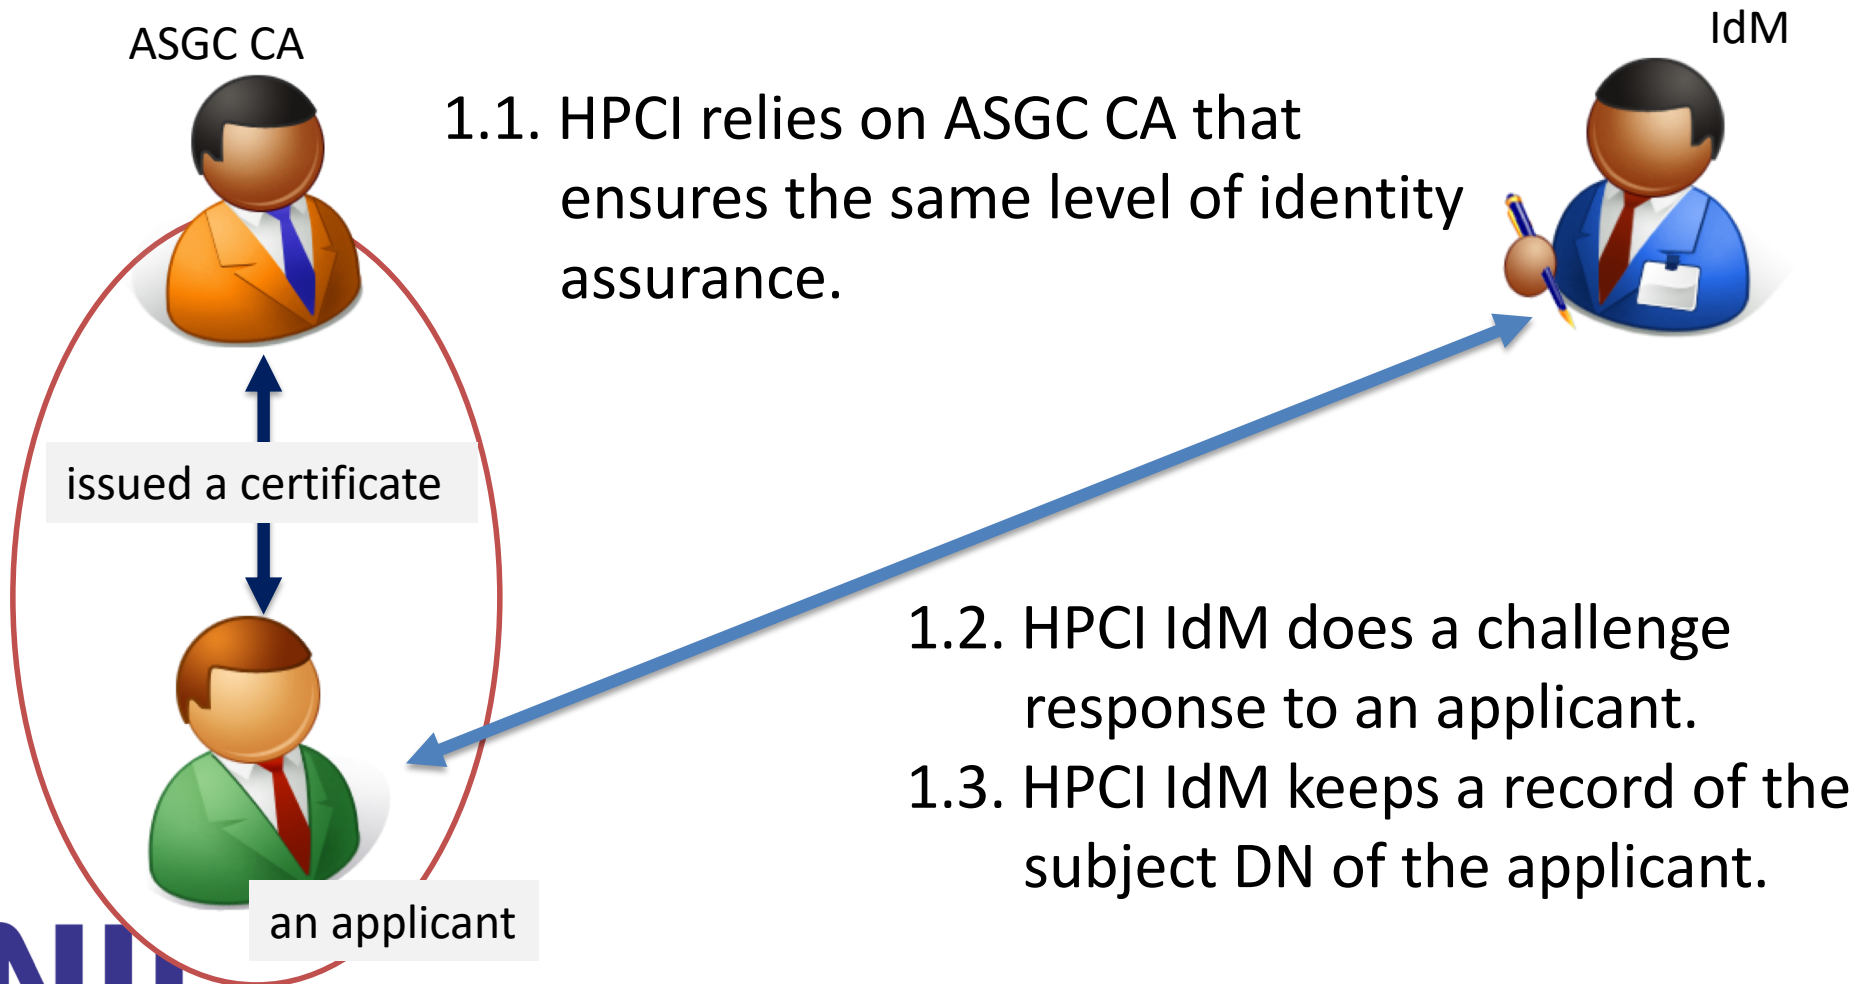 ASGC CA
IdM
1.1. HPCI relies on ASGC CA that
ensures the same level of identity
assurance.
issued a certificate
1.2. HPCI IdM does a challenge
response to an applicant.
1.3. HPCI IdM keeps a record of the
subject DN of the applicant.
an applicant